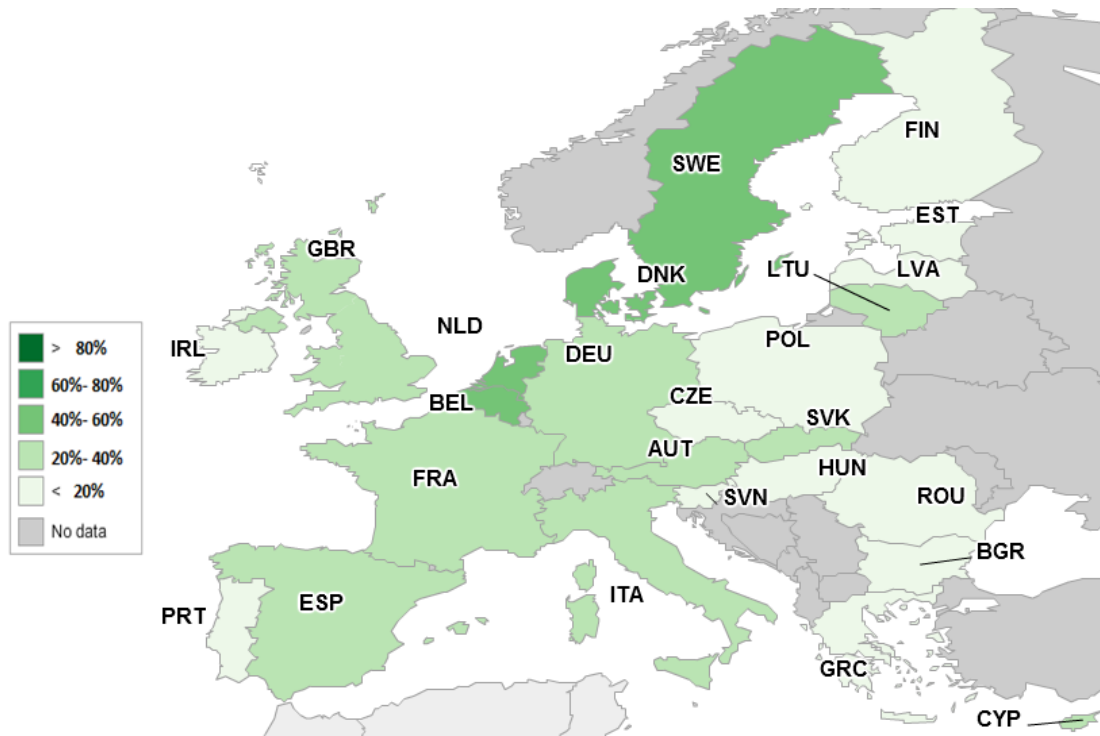 FIN
SWE
EST
GBR
DNK
LTU
LVA
NLD
IRL
POL
DEU
> 80%
60%- 80%
40%- 60%
20%- 40%
< 20%
No data
BEL
CZE
SVK
AUT
FRA
HUN
SVN
ROU
BGR
PRT
ESP
ITA
GRC
CYP